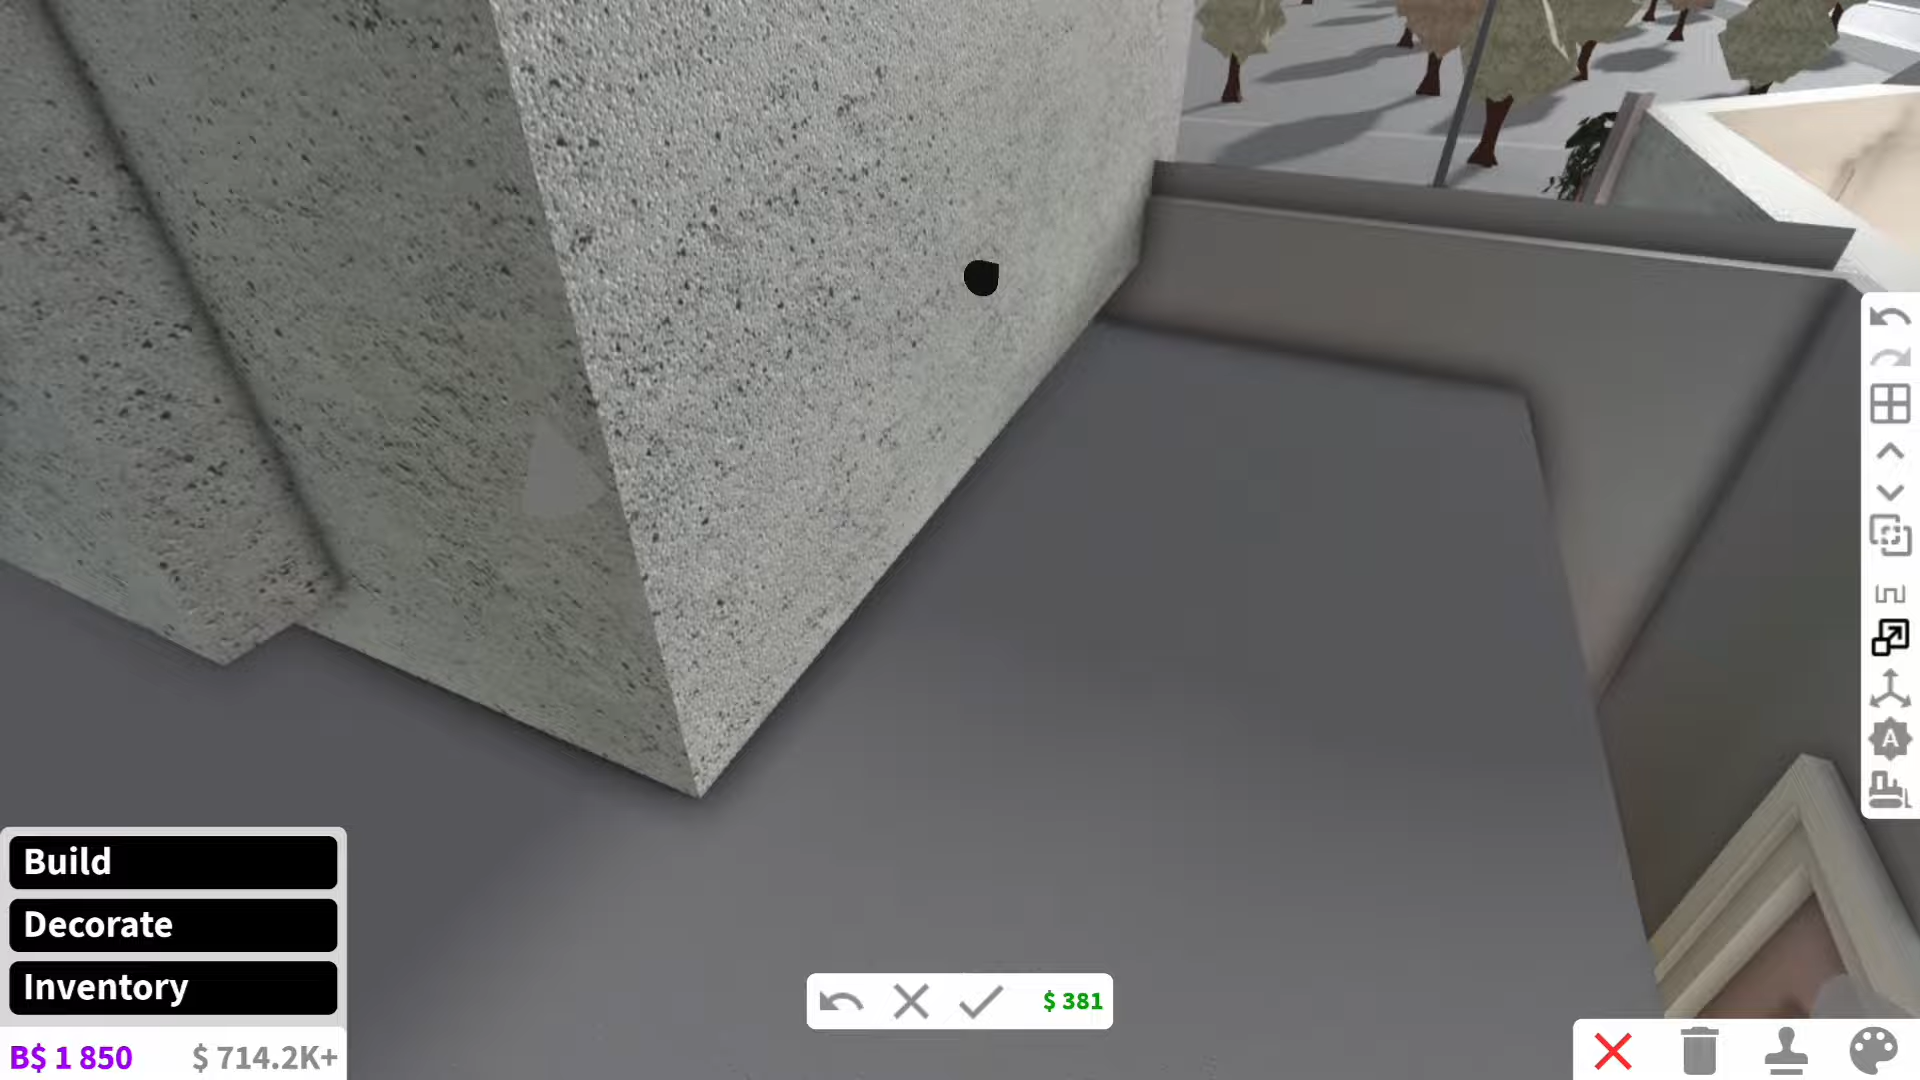 Build
Decorate
Inventory
B$ 1 850 $ 714.2K+
$ 381
A